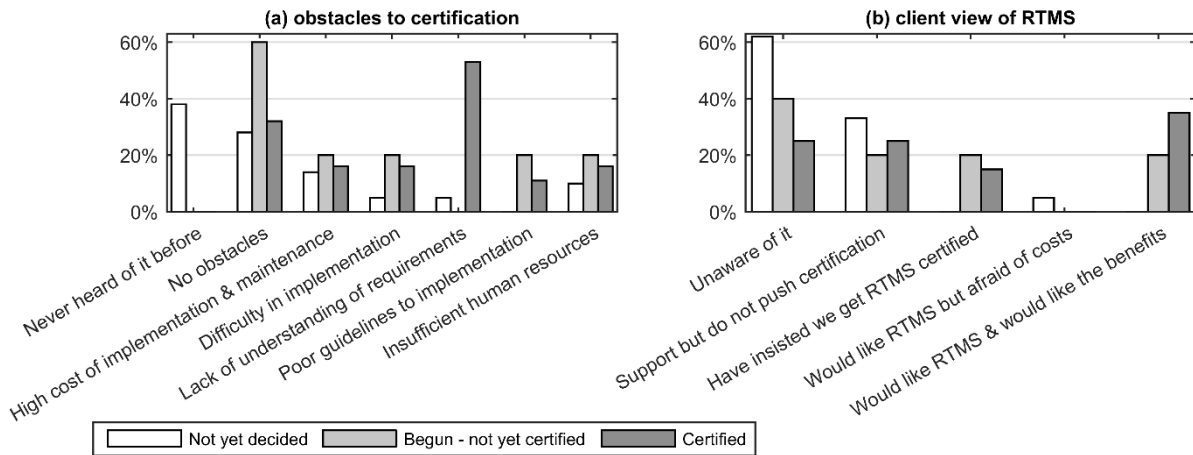 (a) obstacles to certification
60%
40%
20%
0%
Never heard of it before
No obstacles
High cost of implementation & maintenance
Difficulty in implementation
Lack of understanding of requirements
Poor guidelines to implementation
Insufficient human resources
(b) client view of RTMS
60%
40%
20%
0%
Unaware of it
Support but do not push certification
Have insisted we get RTMS certified
Would like RTMS but afraid of costs
Would like RTMS & would like the benefits
Not yet decided
Begun - not yet certified
Certified